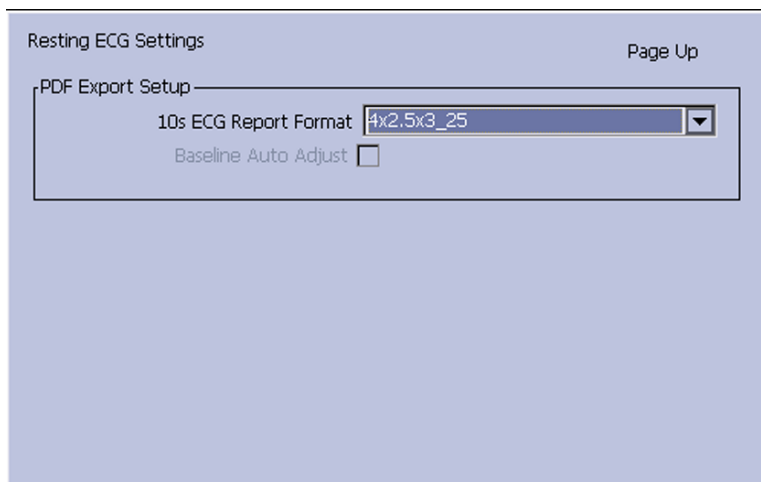 Resting ECG Settings
Page Up
PDF Export Setup
10s ECG Report Format 4x2.5x3_25
Baseline Auto Adjust